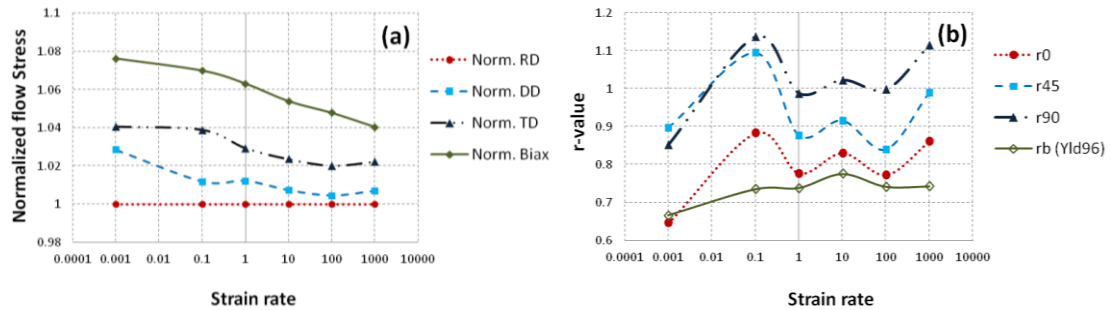 1.1
1.08
1.06
1.04
1.02
1
0.98
Normalized flow Stress
(a)
0.0001 0.001 0.01 0.1 1 10 100 1000 10000
Strain rate
Norm. RD
Norm. DD
Norm. TD
Norm. Biax
1.2
1.1
1
0.9
0.8
0.7
0.6
r-value
(b)
0.0001 0.001 0.01 0.1 1 10 100 1000 10000
Strain rate
r0
r45
r90
rb (Yld96)